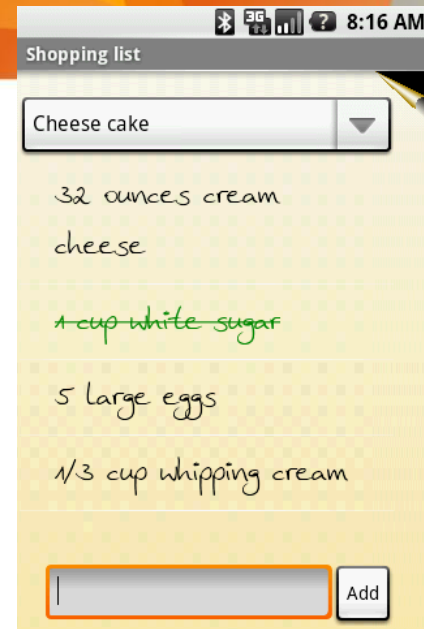 3G 8:16 AM
Shopping list
Cheese cake
32 ounces cream
cheese
1 cup white sugar
5 large eggs
1/3 cup whipping cream
Add